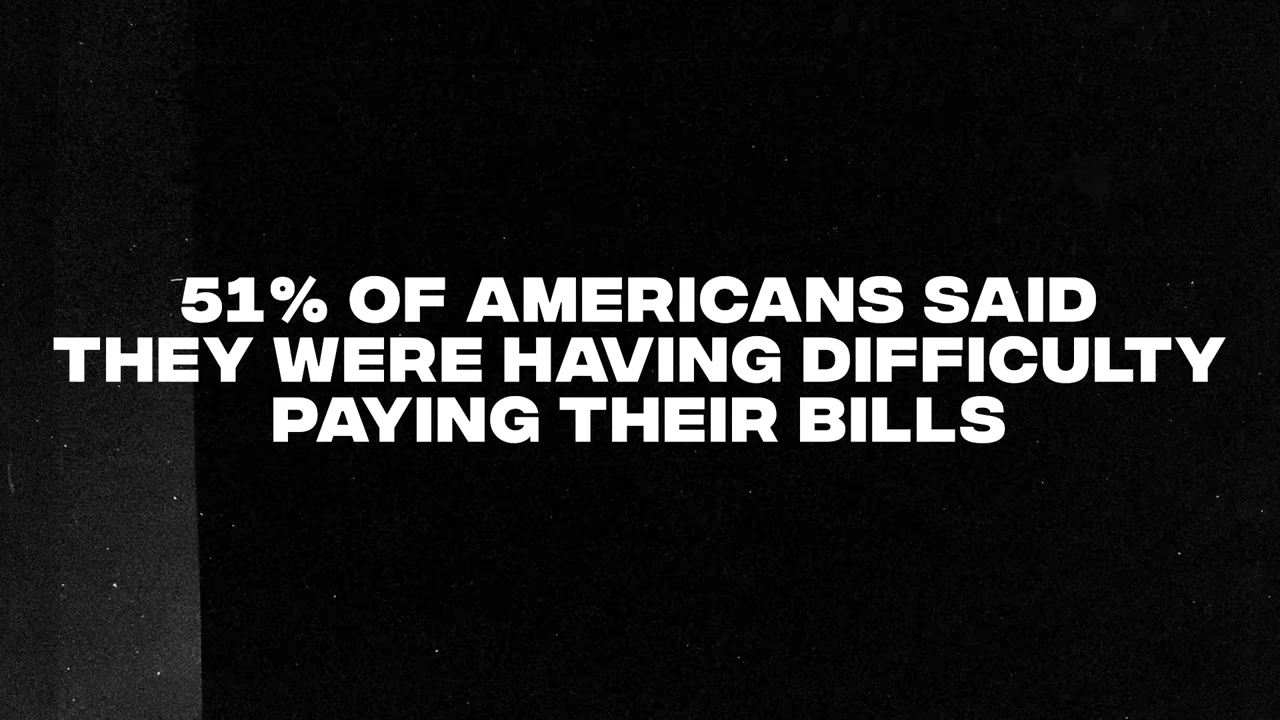 51% OF AMERICANS SAID
THEY WERE HAVING DIFFICULTY
PAYING THEIR BILLS